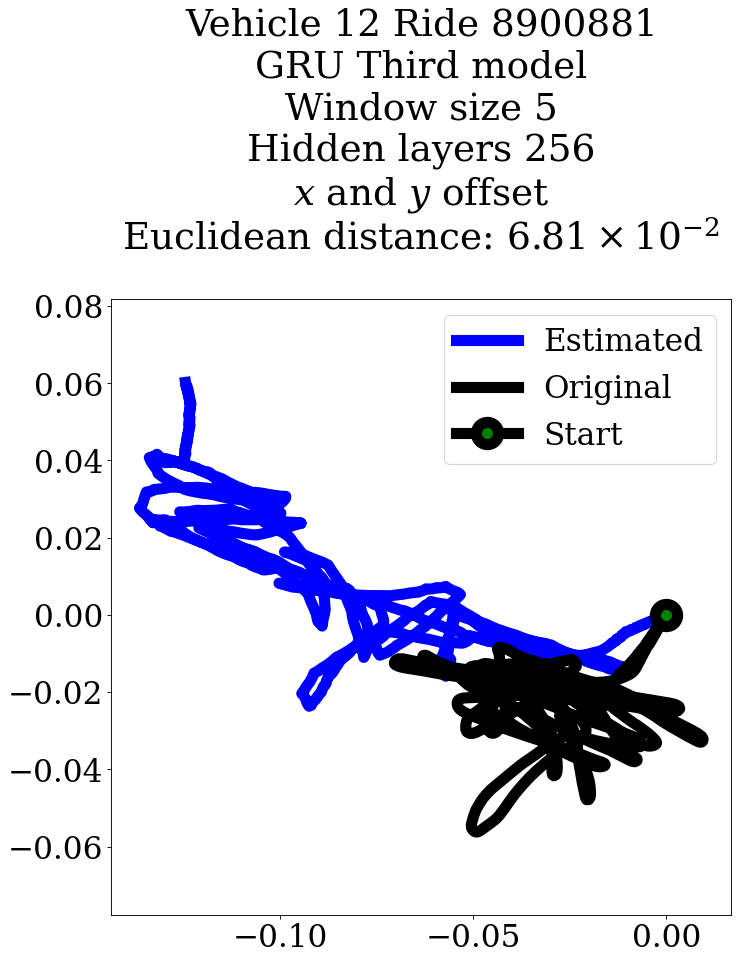 Vehicle 12 Ride 8900881
GRU Third model
Window size 5
Hidden layers 256
x and y offset
Euclidean distance: 6.81 × 10⁻²
0.08
0.06
0.04
0.02
0.00
−0.02
−0.04
−0.06
Estimated
Original
Start
−0.10
−0.05
0.00